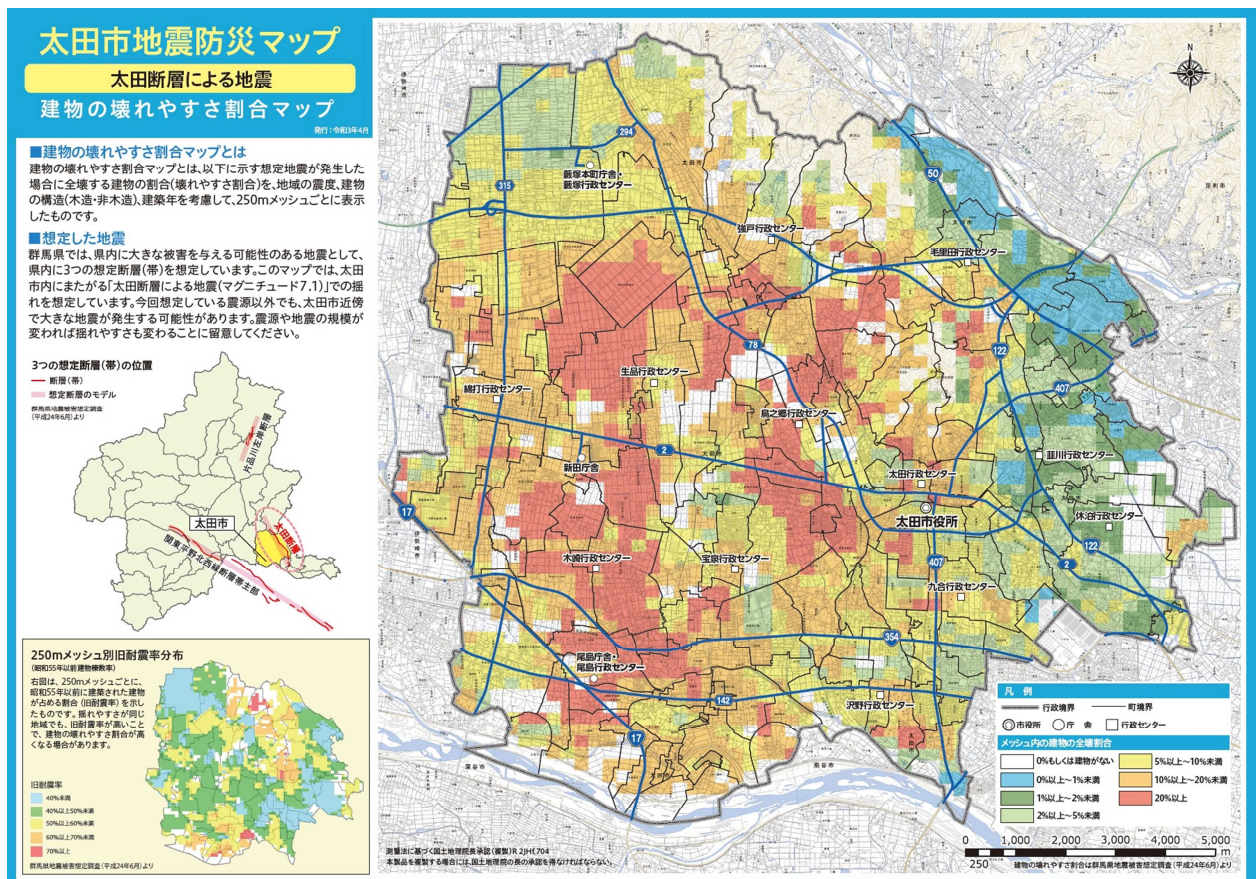 太田市地震防災マップ
太田断層による地震
建物の壊れやすさ割合マップ
発行：令和3年4月
■建物の壊れやすさ割合マップとは
建物の壊れやすさ割合マップとは、以下に示す想定地震が発生した
場合に全壊する建物の割合(壊れやすさ割合)を、地域の震度、建物
の構造(木造・非木造)、建築年を考慮して、250mメッシュごとに表示
したものです。
■想定した地震
群馬県では、県内に大きな被害を与える可能性のある地震として、
県内に3つの想定断層(帯)を想定しています。このマップでは、太田
市内にまたがる「太田断層による地震(マグニチュード7.1)」での揺
れを想定しています。今回想定している震源以外でも、太田市近傍
で大きな地震が発生する可能性があります。震源や地震の規模が
変われば揺れやすさも変わることに留意してください。
3つの想定断層(帯)の位置
断層(帯)
想定断層のモデル
群馬県地震被害想定調査
(平成24年6月)より
片品川左岸断層
太田市
太田断層
関東平野北西縁断層帯主部
250mメッシュ別旧耐震率分布
(昭和55年以前建物棟数率)
右図は、250mメッシュごとに、
昭和55年以前に建築された建物
が占める割合(旧耐震率)を示し
たものです。揺れやすさが同じ
地域でも、旧耐震率が高いこと
で、建物の壊れやすさ割合が高
くなる場合があります。
旧耐震率
40%未満
40%以上50%未満
50%以上60%未満
60%以上70%未満
70%以上
群馬県地震被害想定調査(平成24年6月)より
N
伊勢崎市
太田市
294
50
315
藪塚本町庁舎・
藪塚行政センター
足利市
太田市
強戸行政センター
毛里田行政センター
78
122
生品行政センター
綿打行政センター
407
鳥之郷行政センター
2
太田市
韮川行政センター
新田庁舎
太田行政センター
17
太田市役所
休泊行政センター
伊勢崎市
122
木崎行政センター
宝泉行政センター
407
2
九合行政センター
354
尾島庁舎・
尾島行政センター
142
沢野行政センター
17
太田市
深谷市
太田市
熊谷市
凡 例
行政境界
町境界
市役所
庁 舎
行政センター
メッシュ内の建物の全壊割合
0%もしくは建物がない
5%以上〜10%未満
0%以上〜1%未満
10%以上〜20%未満
1%以上〜2%未満
20%以上
2%以上〜5%未満
0 1,000 2,000 3,000 4,000 5,000
m
250
建物の壊れやすさ割合は群馬県地震被害想定調査(平成24年6月)より
測量法に基づく国土地理院長承認(複製)R 2JHf,704
本製品を複製する場合には、国土地理院の長の承認を得なければならない。